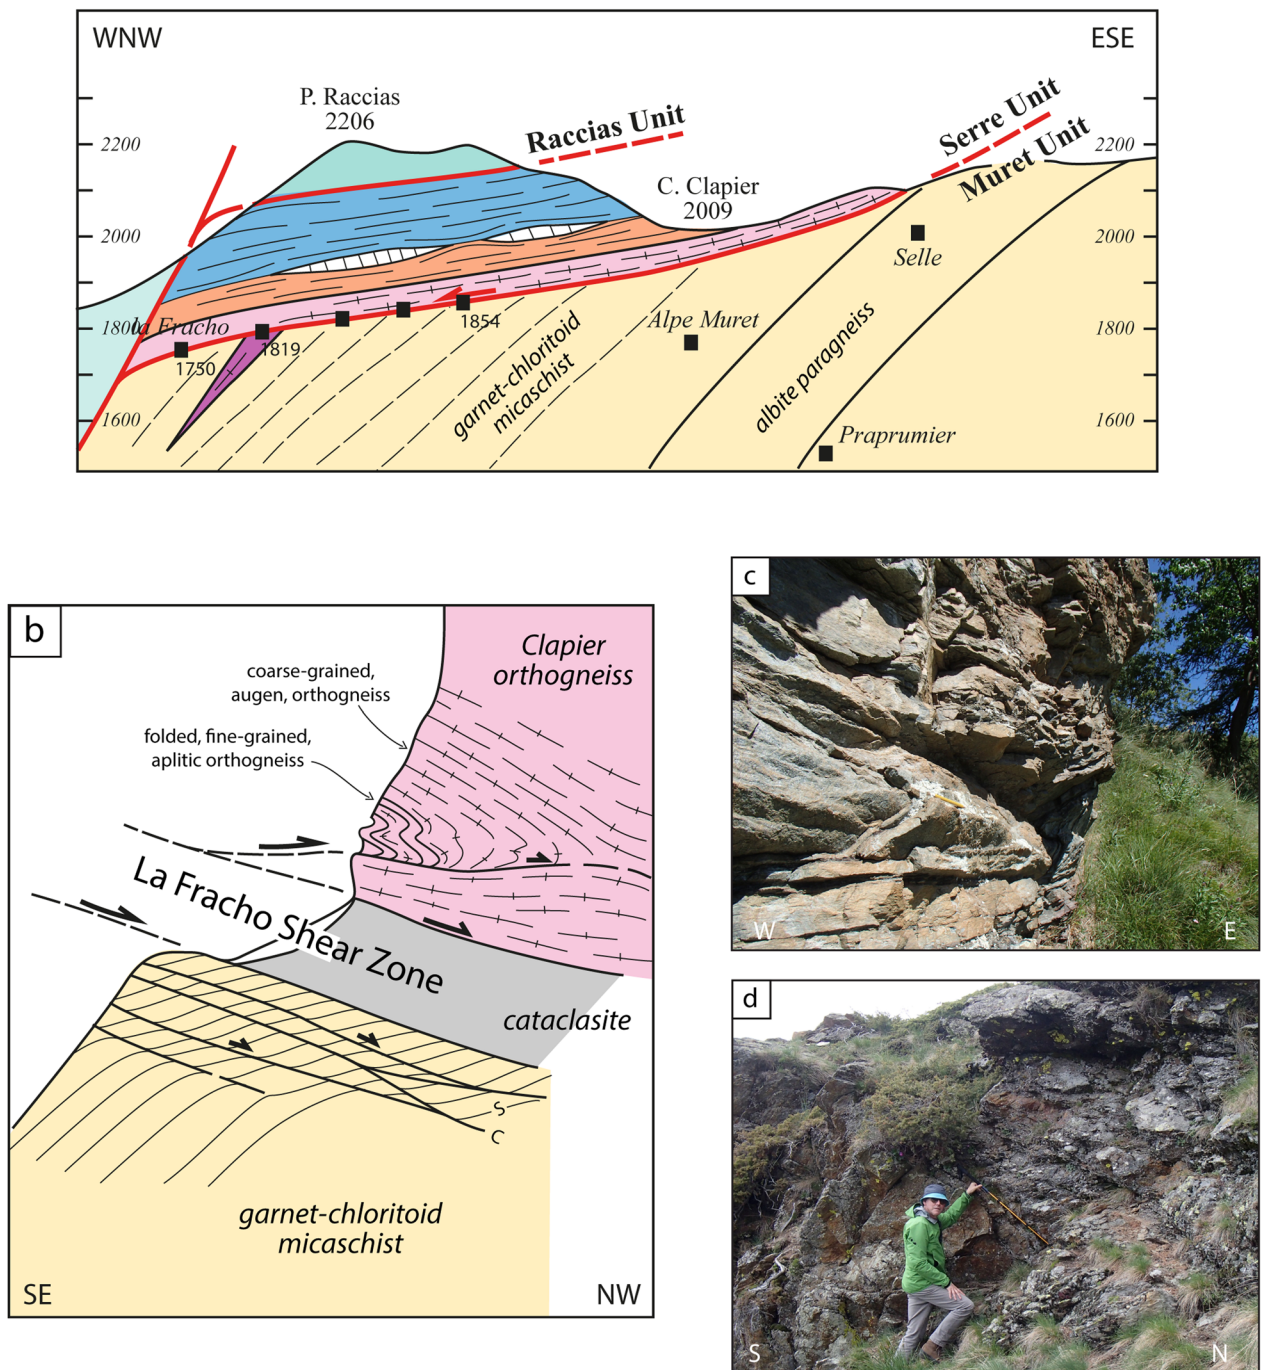 WNW
ESE
P. Raccias
2206
Raccias Unit
Serre Unit
Muret Unit
C. Clapier
2009
2200
2000
1800
1600
2200
2000
1800
1600
la Fracho
1750
1819
1854
garnet-chloritoid
micaschist
Alpe Muret
Selle
albite paragneiss
Praprumier
b
Clapier
orthogneiss
coarse-grained,
augen, orthogneiss
folded, fine-grained,
aplitic orthogneiss
La Fracho Shear Zone
cataclasite
S
C
garnet-chloritoid
micaschist
SE
NW
c
W
E
d
S
N